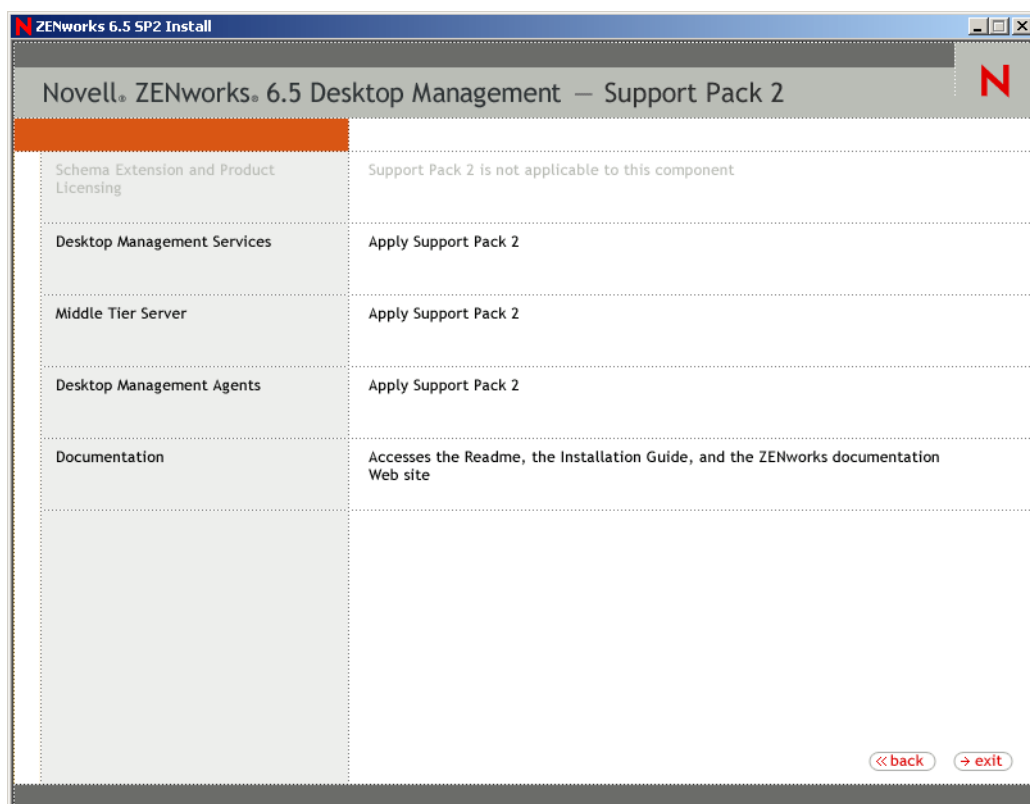 ZENworks 6.5 SP2 Install
Novell® ZENworks® 6.5 Desktop Management — Support Pack 2
N
Schema Extension and Product
Licensing
Support Pack 2 is not applicable to this component
Desktop Management Services
Apply Support Pack 2
Middle Tier Server
Apply Support Pack 2
Desktop Management Agents
Apply Support Pack 2
Documentation
Accesses the Readme, the Installation Guide, and the ZENworks documentation
Web site
« back
→ exit